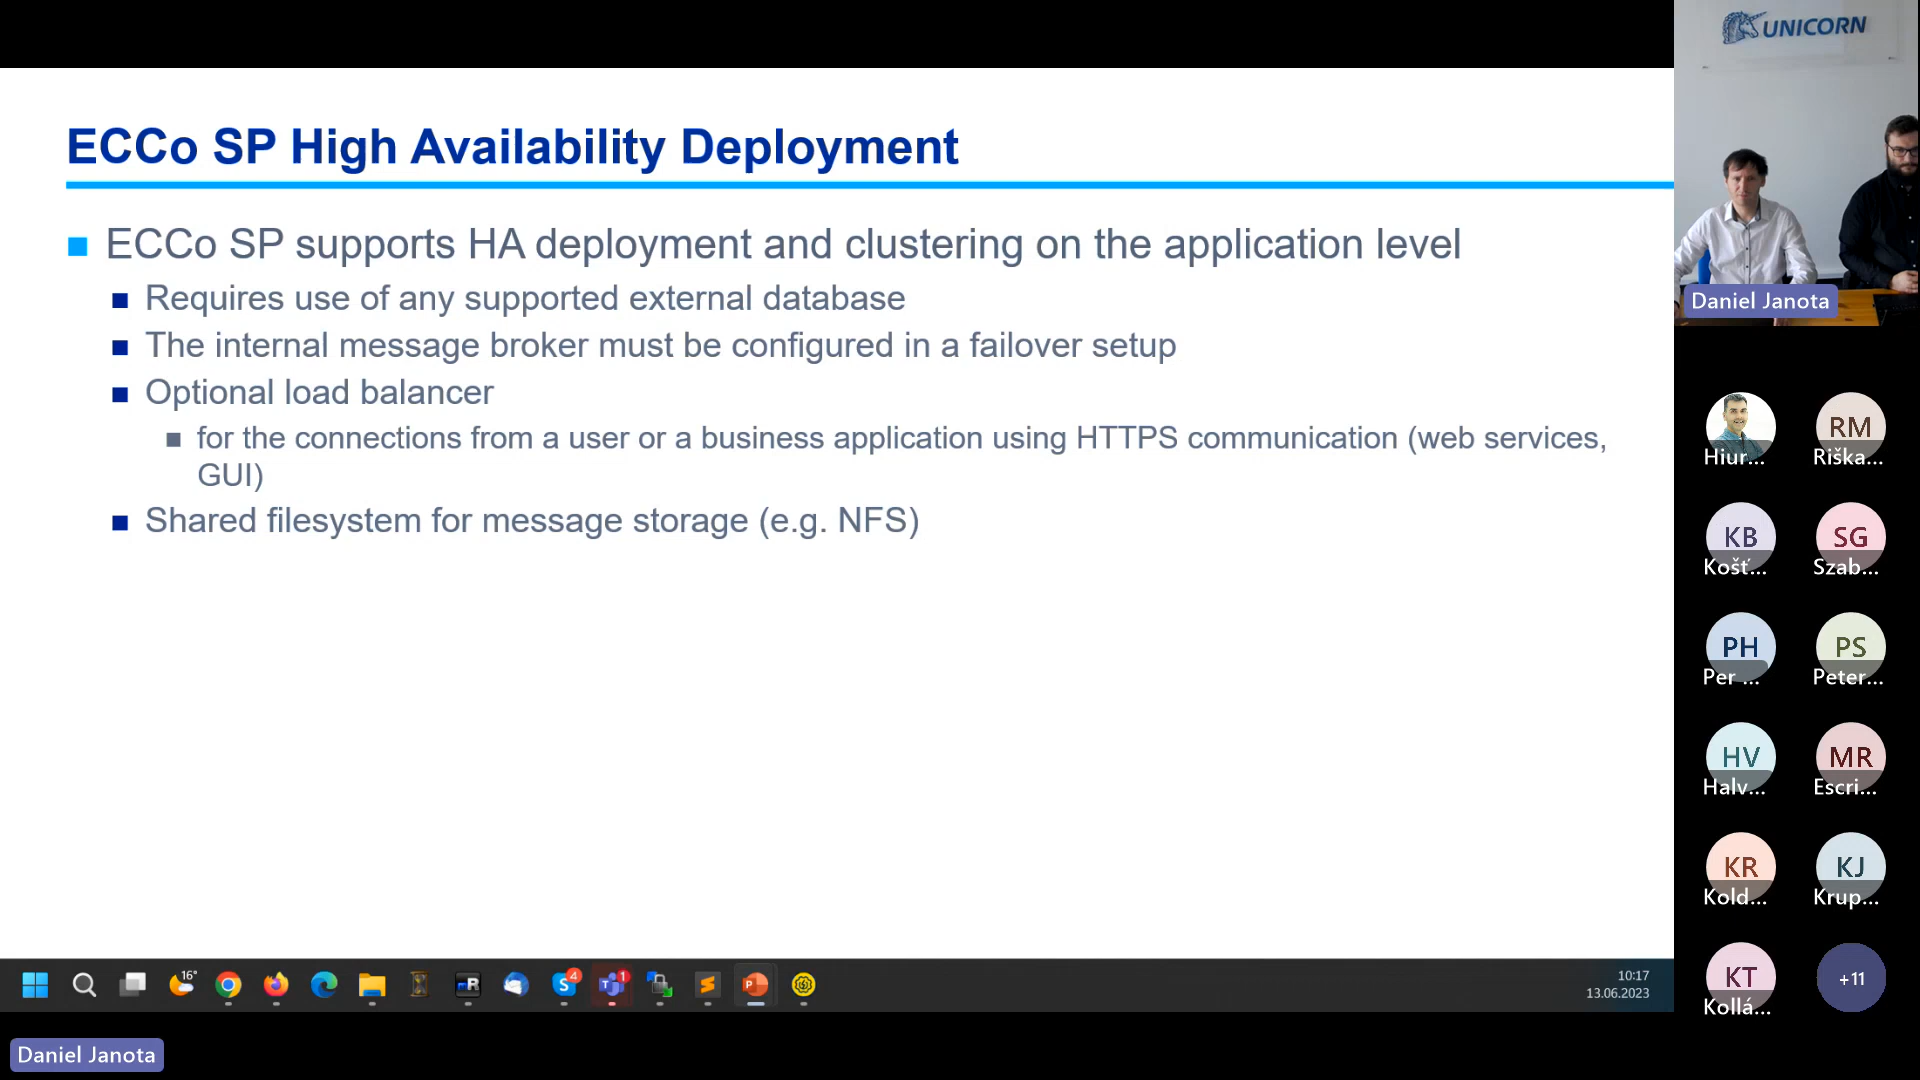 UNICORN
ECCo SP High Availability Deployment
ECCo SP supports HA deployment and clustering on the application level
Requires use of any supported external database
The internal message broker must be configured in a failover setup
Optional load balancer
for the connections from a user or a business application using HTTPS communication (web services,
GUI)
Shared filesystem for message storage (e.g. NFS)
Daniel Janota
Hiur...
RM
Riška...
KB
Košť...
SG
Szab...
PH
Per ...
PS
Peter...
HV
Halv...
MR
Escri...
KR
Kold...
KJ
Krup...
KT
Kollá...
+11
16°
R
S
4
1
P
10:17
13.06.2023
Daniel Janota